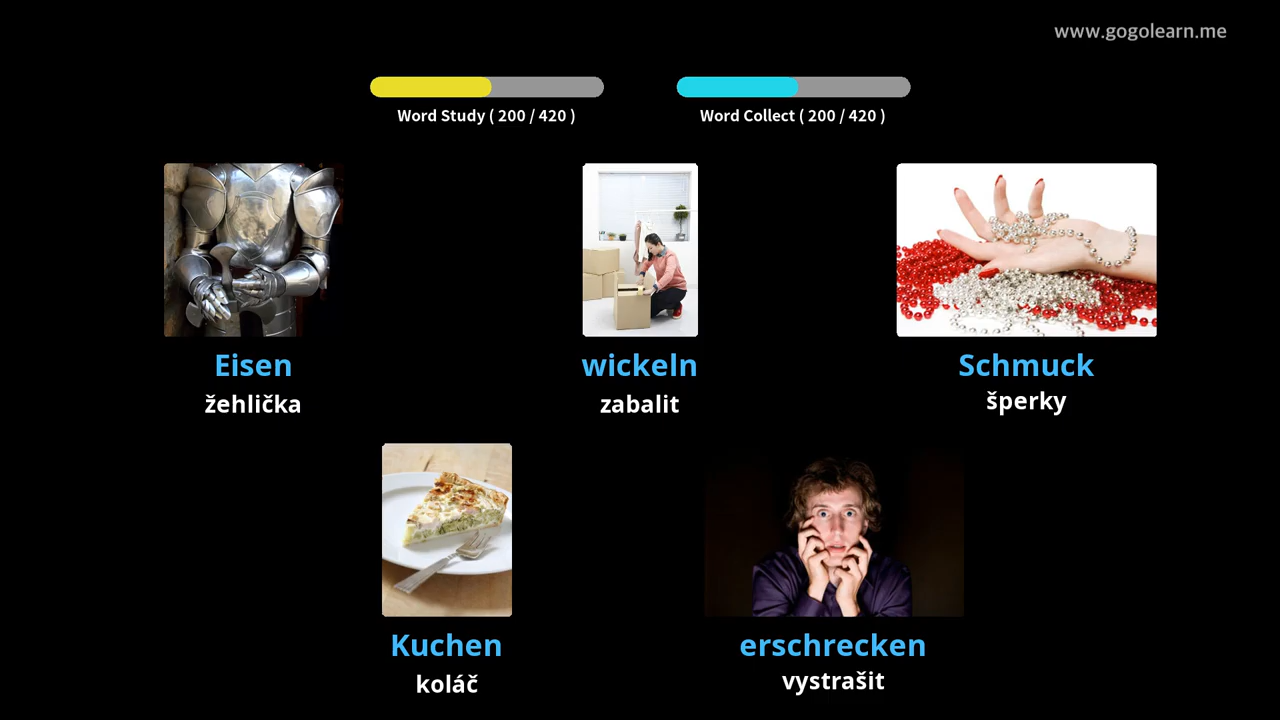 www.gogolearn.me
Word Study ( 200 / 420 )
Word Collect ( 200 / 420 )
Eisen
žehlička
wickeln
zabalit
Schmuck
šperky
Kuchen
koláč
erschrecken
vystrašit